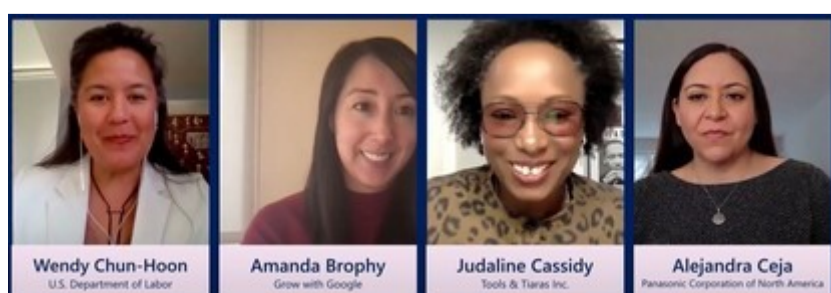 Wendy Chun-Hoon
U.S. Department of Labor
Amanda Brophy
Grow with Google
Judaline Cassidy
Tools & Tiaras Inc.
Alejandra Ceja
Panasonic Corporation of North America